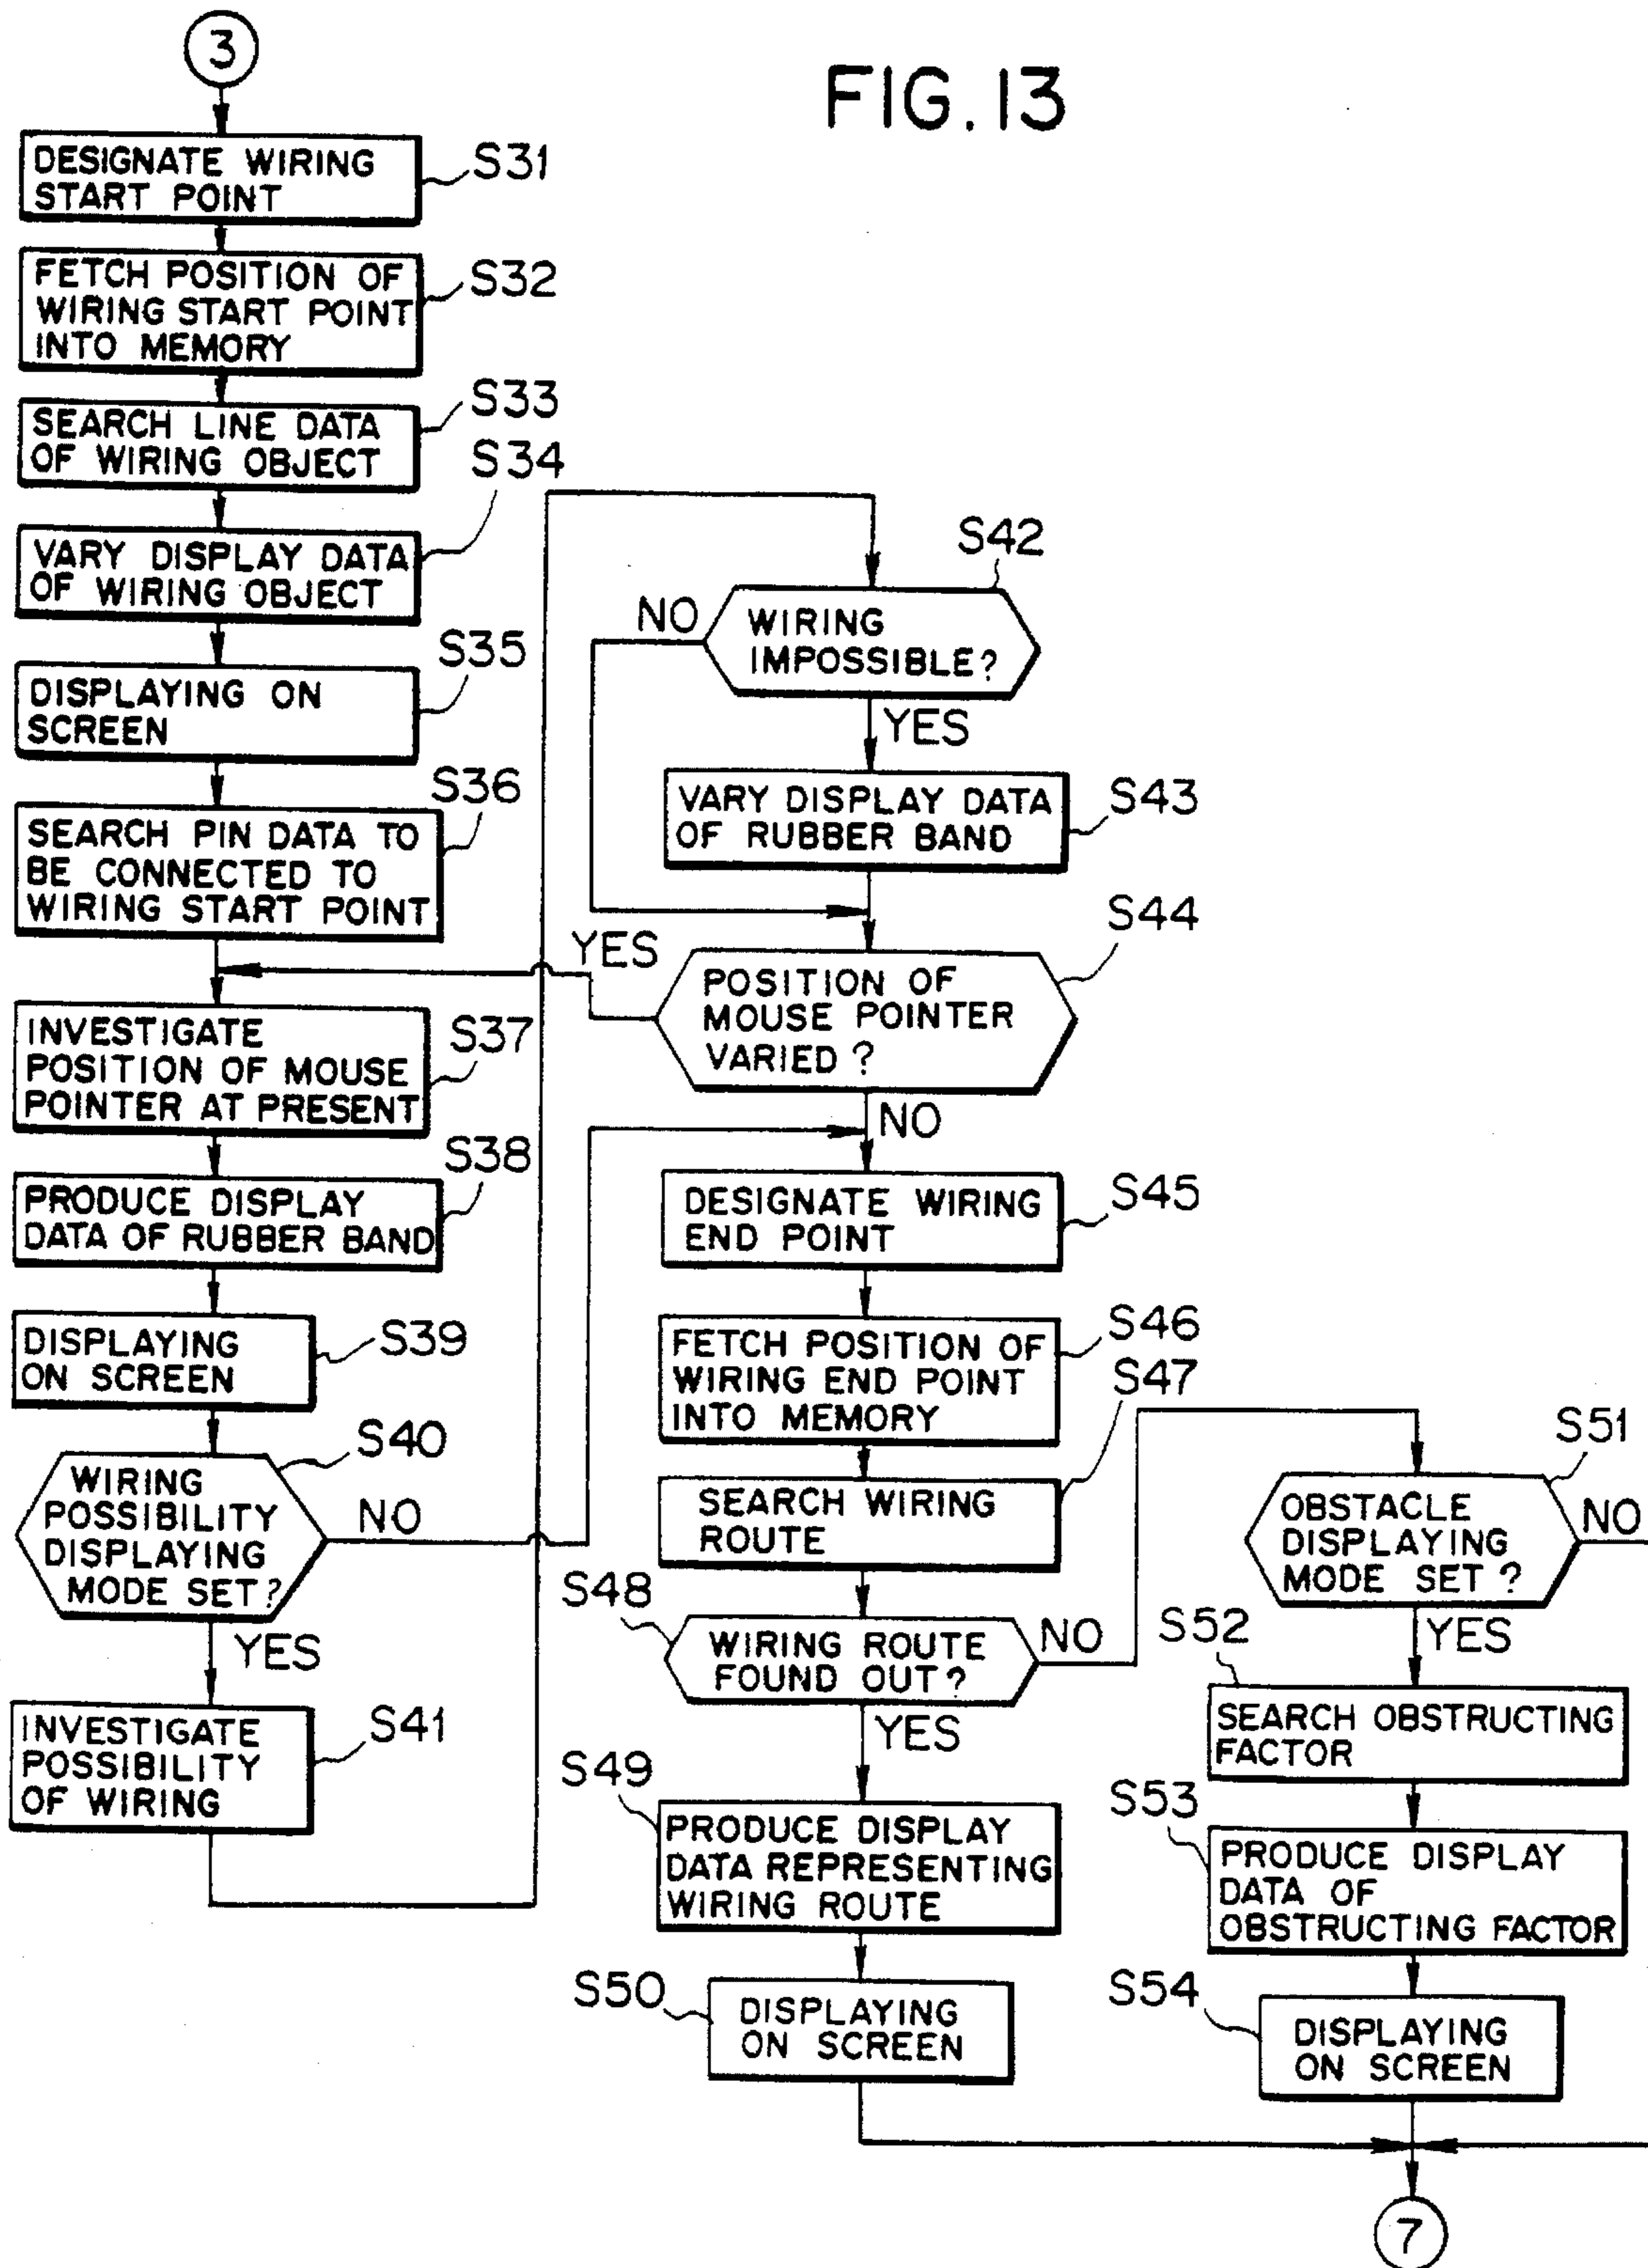 FIG. 13
3
DESIGNATE WIRING
START POINT
S31
FETCH POSITION OF
WIRING START POINT
INTO MEMORY
S32
SEARCH LINE DATA
OF WIRING OBJECT
S33
VARY DISPLAY DATA
OF WIRING OBJECT
S34
DISPLAYING ON
SCREEN
S35
SEARCH PIN DATA TO
BE CONNECTED TO
WIRING START POINT
S36
INVESTIGATE
POSITION OF MOUSE
POINTER AT PRESENT
S37
PRODUCE DISPLAY
DATA OF RUBBER BAND
S38
DISPLAYING
ON SCREEN
S39
WIRING
POSSIBILITY
DISPLAYING
MODE SET?
S40
NO
YES
INVESTIGATE
POSSIBILITY
OF WIRING
S41
WIRING
IMPOSSIBLE?
S42
NO
YES
VARY DISPLAY DATA
OF RUBBER BAND
S43
POSITION OF
MOUSE POINTER
VARIED?
S44
YES
NO
DESIGNATE WIRING
END POINT
S45
FETCH POSITION OF
WIRING END POINT
INTO MEMORY
S46
SEARCH WIRING
ROUTE
S47
WIRING ROUTE
FOUND OUT?
S48
NO
YES
PRODUCE DISPLAY
DATA REPRESENTING
WIRING ROUTE
S49
DISPLAYING
ON SCREEN
S50
OBSTACLE
DISPLAYING
MODE SET?
S51
NO
YES
SEARCH OBSTRUCTING
FACTOR
S52
PRODUCE DISPLAY
DATA OF
OBSTRUCTING FACTOR
S53
DISPLAYING
ON SCREEN
S54
7